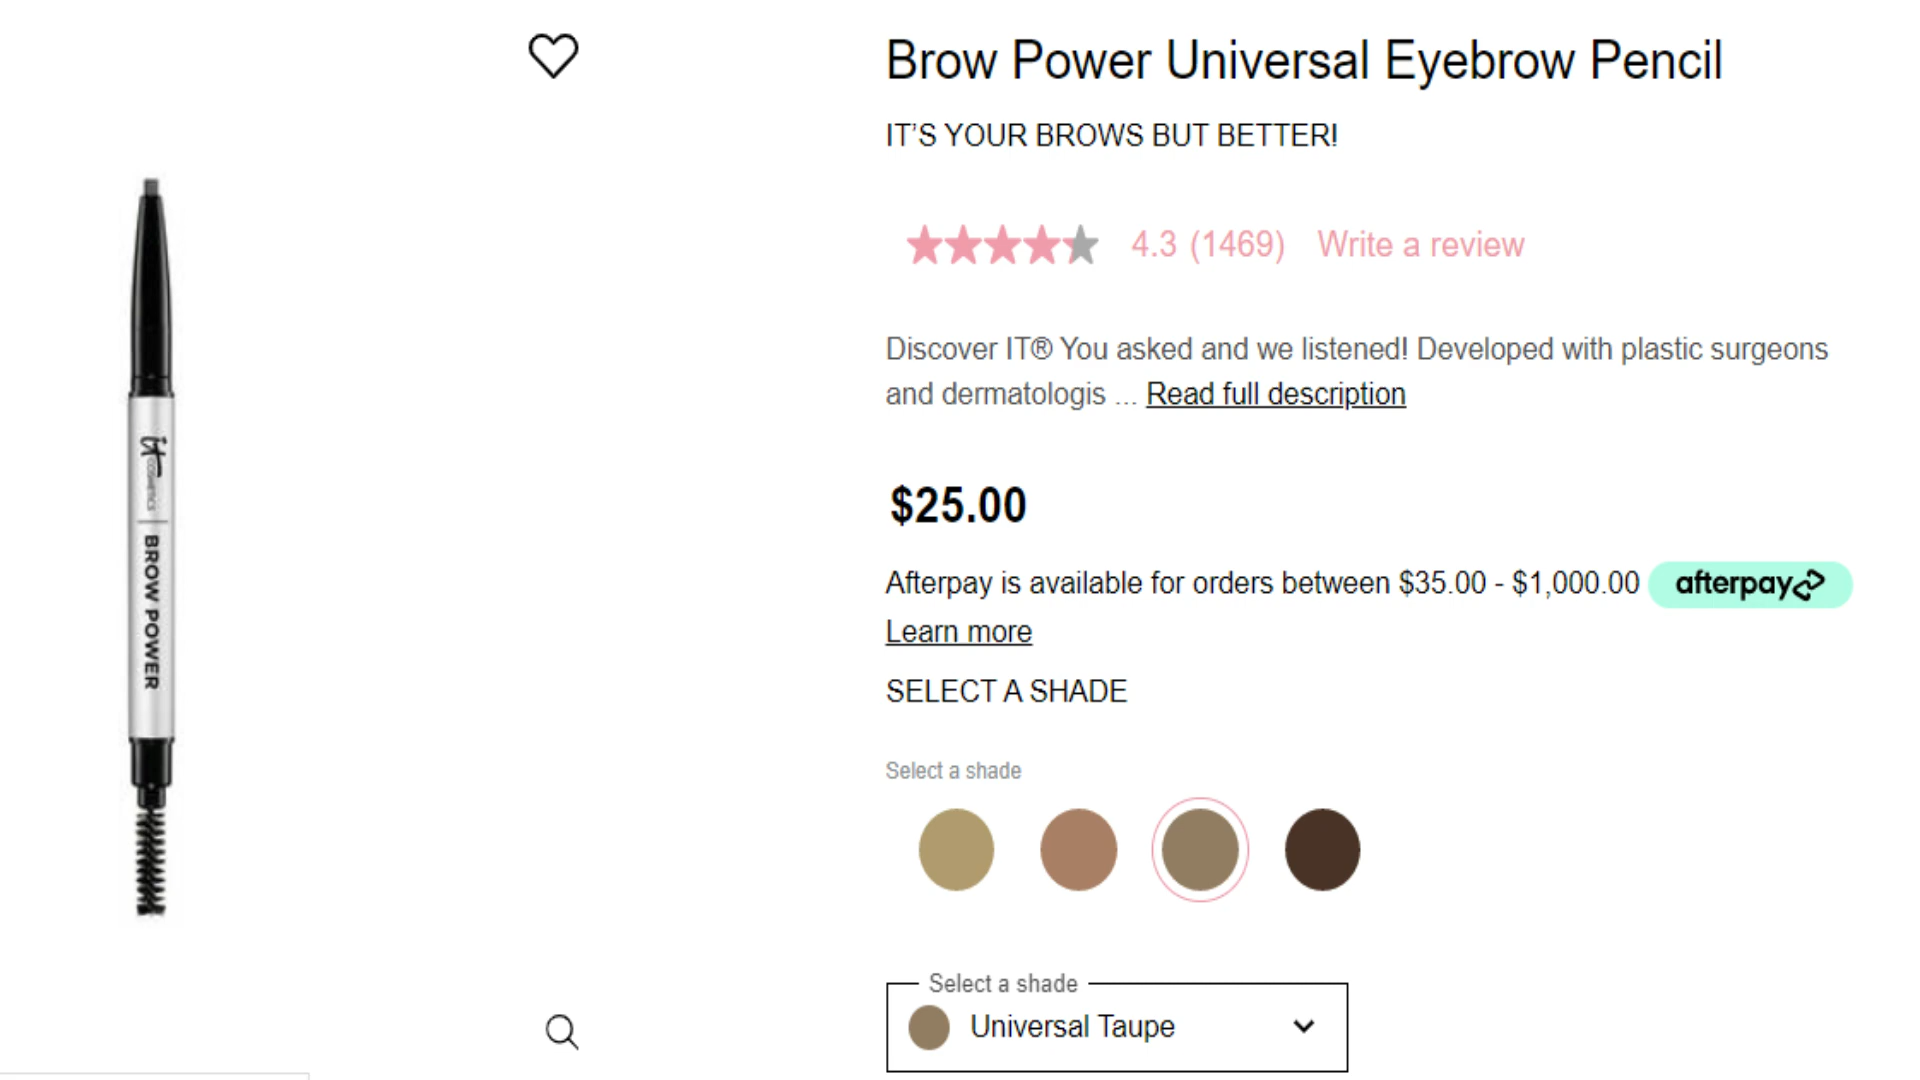 Brow Power Universal Eyebrow Pencil
IT'S YOUR BROWS BUT BETTER!
4.3 (1469) Write a review
Discover IT® You asked and we listened! Developed with plastic surgeons
and dermatologis ... Read full description
$25.00
Afterpay is available for orders between $35.00 - $1,000.00 afterpay
Learn more
SELECT A SHADE
Select a shade
Select a shade
Universal Taupe
it COSMETICS
BROW POWER